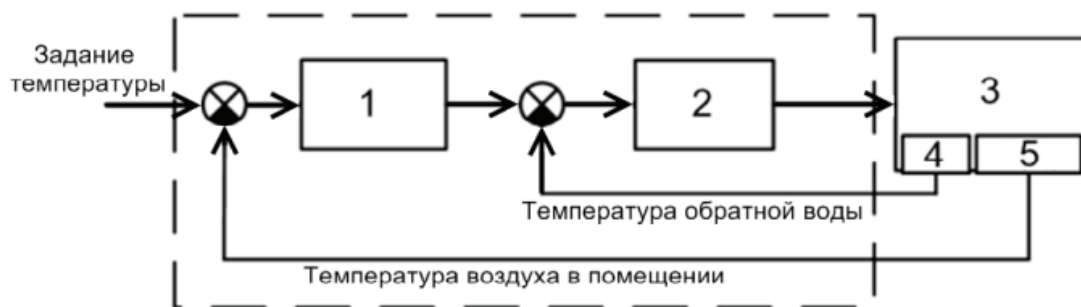 Задание
температуры
1
2
3
4
5
Температура обратной воды
Температура воздуха в помещении